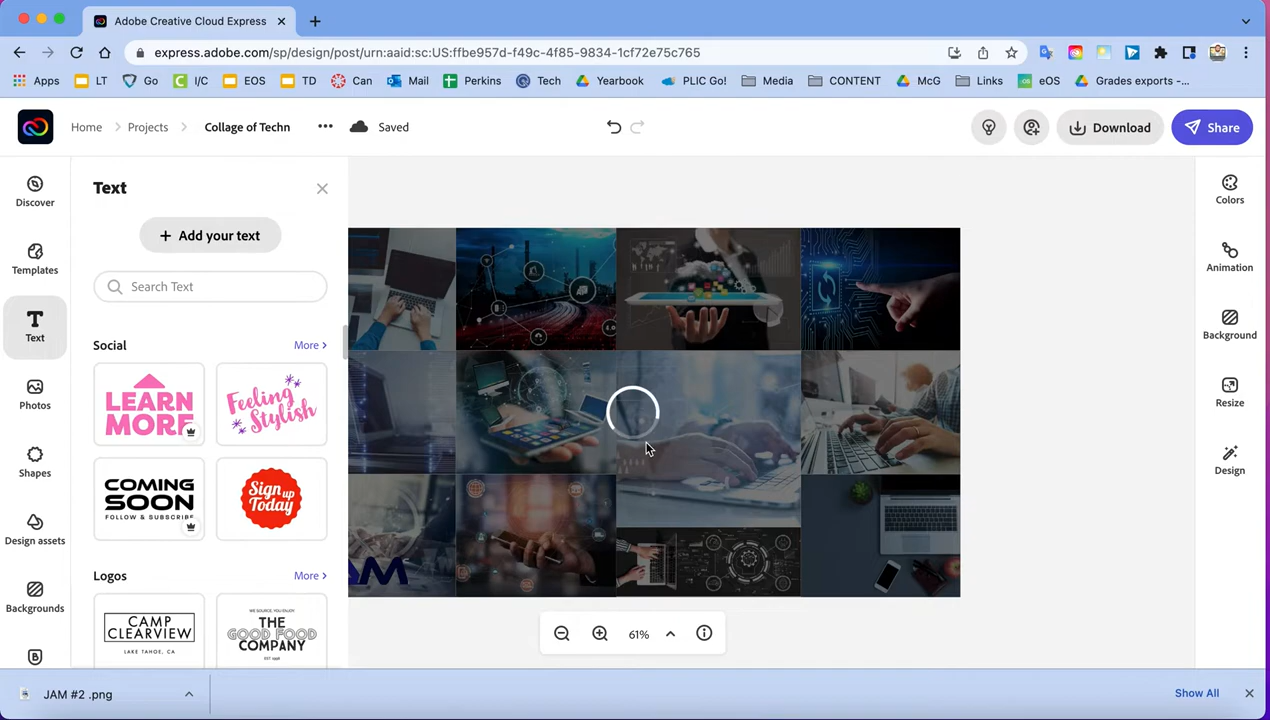 Adobe Creative Cloud Express
express.adobe.com/sp/design/post/urn:aaid:sc:US:ffbe957d-f49c-4f85-9834-1cf72e75c765
Apps LT Go I/C EOS TD Can Mail Perkins Tech Yearbook PLIC Go! Media CONTENT McG Links eOS Grades exports -...
Home Projects Collage of Techn Saved Download Share
Discover
Templates
Text
Photos
Shapes
Design assets
Backgrounds
Text
+ Add your text
Search Text
Social More
LEARN
MORE
Feeling
Stylish
COMING
SOON
FOLLOW & SUBSCRIBE
Sign up
Today
Logos More
CAMP
CLEARVIEW
LAKE TAHOE, CA
THE
GOOD FOOD
COMPANY
4.0
AM
61%
Colors
Animation
Background
Resize
Design
JAM #2 .png
Show All